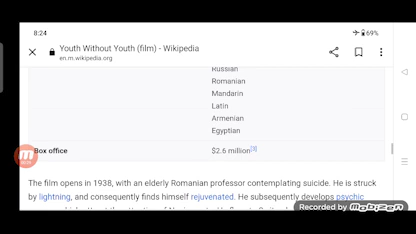 8:24
69%
Youth Without Youth (film) - Wikipedia
en.m.wikipedia.org
Russian
Romanian
Mandarin
Latin
Armenian
Egyptian
Box office $2.6 million[3]
The film opens in 1938, with an elderly Romanian professor contemplating suicide. He is struck
by lightning, and consequently finds himself rejuvenated. He subsequently develops psychic
Recorded by Mobizen